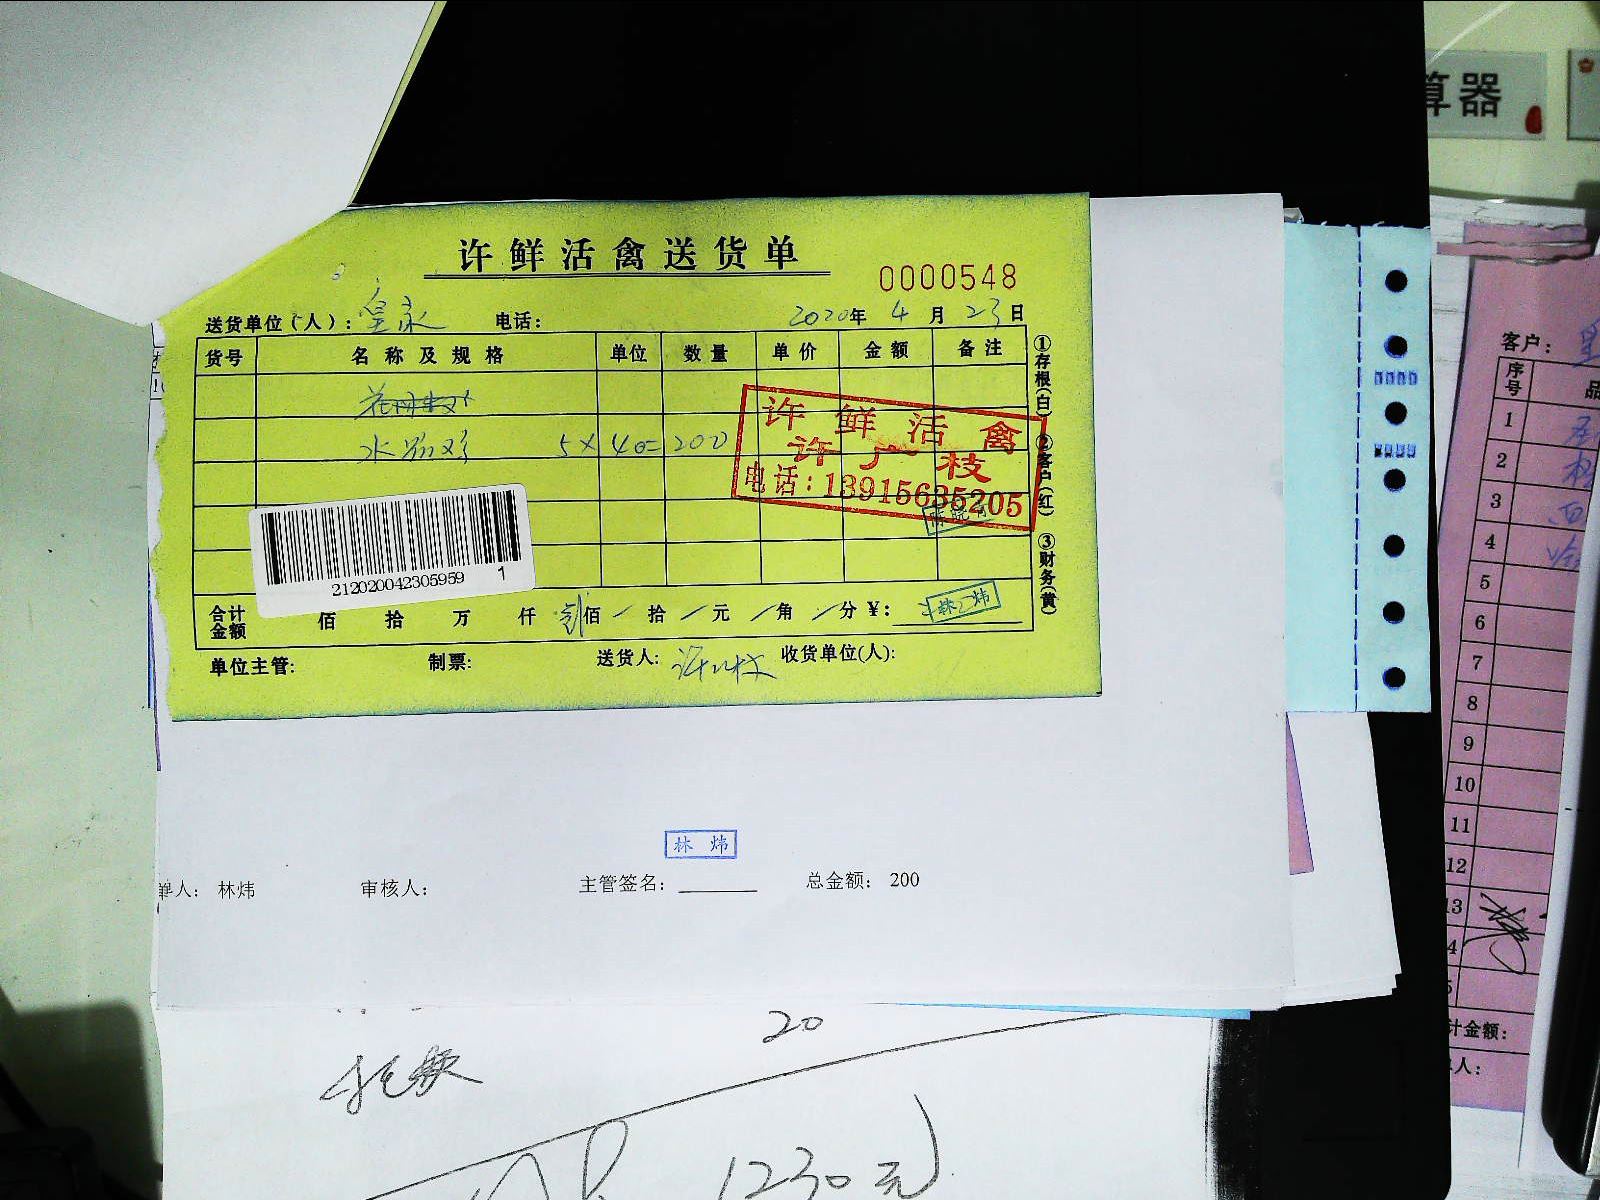 许鲜活禽送货单
0000548
送货单位(人): 皇家 电话: 2020年 4月 23日
货号 名称及规格 单位 数量 单价 金额 备注
5×40=200
许鲜活禽
许广枝
电话:13915635205
212020042305959 1
合计金额 佰 拾 万 仟 佰 拾 元 角 分 ¥: 林炜
单位主管: 制票: 送货人: 收货单位(人):
①存根(白) ②客户(红) ③财务(黄)
林炜
单人: 林炜 审核人: 主管签名: 总金额: 200
20
1230元
算器
客户:
序号 品
1
2
3
4
5
6
7
8
9
10
11
12
13
4
5
计金额:
人: